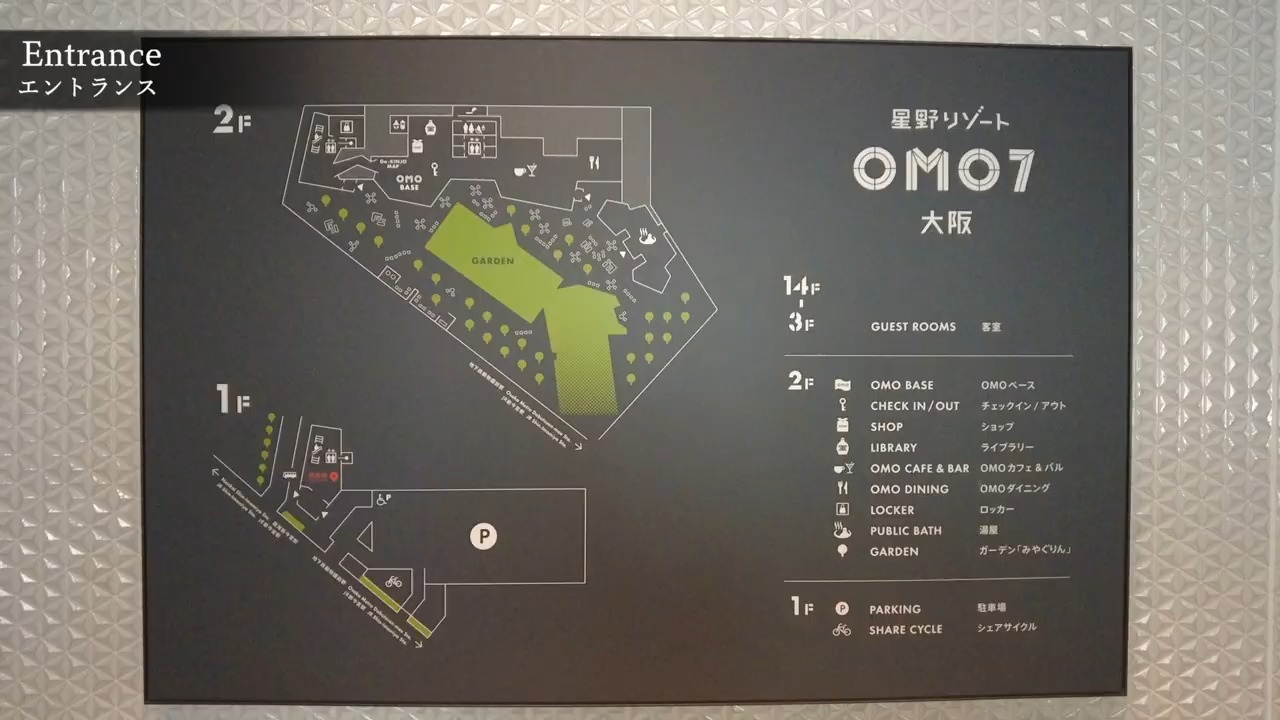 Entrance
エントランス
2F
Go-KINJO
MAP
OMO
BASE
GARDEN
1F
P
P
星野リゾート
OMO7
大阪
14F
3F
GUEST ROOMS 客室
2F
OMO BASE OMOベース
CHECK IN / OUT チェックイン / アウト
SHOP ショップ
LIBRARY ライブラリー
OMO CAFE & BAR OMOカフェ & バル
OMO DINING OMOダイニング
LOCKER ロッカー
PUBLIC BATH 湯屋
GARDEN ガーデン「みやぐりん」
1F
P PARKING 駐車場
SHARE CYCLE シェアサイクル